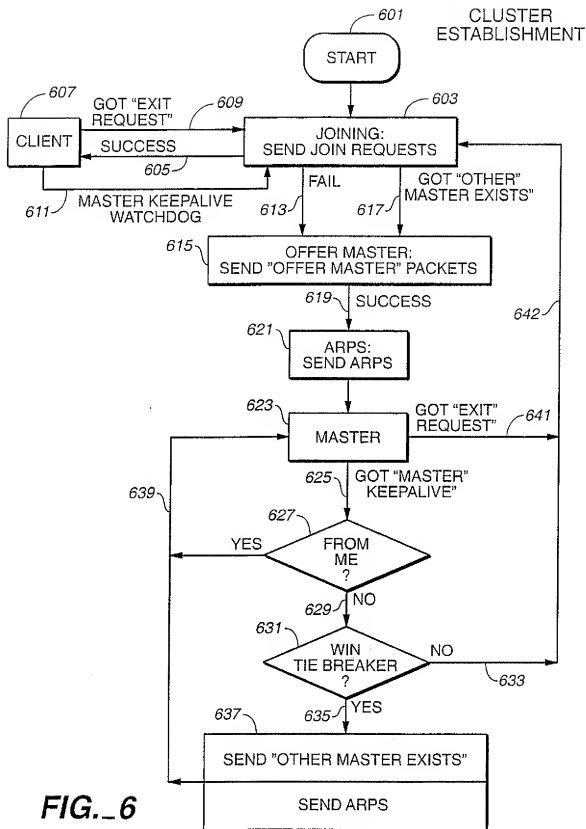 CLUSTER
ESTABLISHMENT
601
START
607
GOT "EXIT
REQUEST"
609
603
CLIENT
JOINING:
SEND JOIN REQUESTS
SUCCESS
605
611
MASTER KEEPALIVE
WATCHDOG
613
FAIL
617
GOT "OTHER"
MASTER EXISTS"
615
OFFER MASTER:
SEND "OFFER MASTER" PACKETS
619
SUCCESS
642
621
ARPS:
SEND ARPS
623
MASTER
GOT "EXIT"
REQUEST"
641
625
GOT "MASTER"
KEEPALIVE"
639
627
YES
FROM
ME
?
629
NO
631
WIN
TIE BREAKER
?
NO
633
637
635
YES
SEND "OTHER MASTER EXISTS"
SEND ARPS
FIG._6